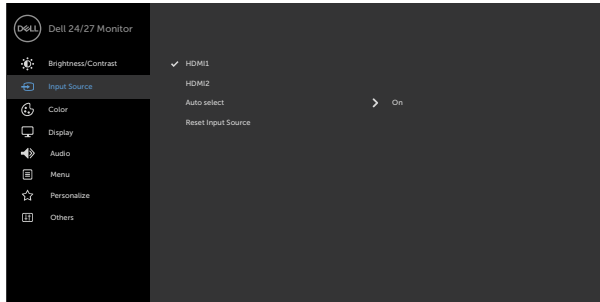 DELL Dell 24/27 Monitor
Brightness/Contrast
Input Source
Color
Display
Audio
Menu
Personalize
Others
HDMI1
HDMI2
Auto select On
Reset Input Source